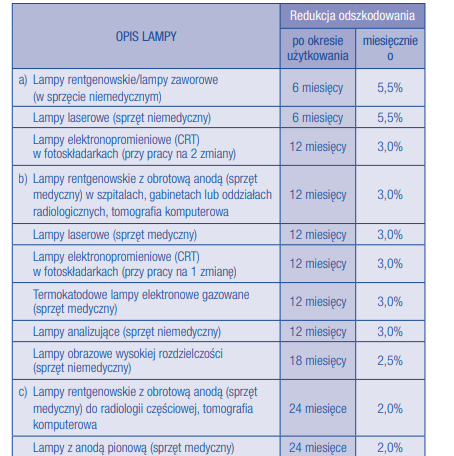 OPIS LAMPY
Redukcja odszkodowania
po okresie
użytkowania
miesięcznie
o
a) Lampy rentgenowskie/lampy zaworowe
(w sprzęcie niemedycznym)
6 miesięcy
5,5%
Lampy laserowe (sprzęt niemedyczny)
6 miesięcy
5,5%
Lampy elektronopromieniowe (CRT)
w fotoskładarkach (przy pracy na 2 zmiany)
12 miesięcy
3,0%
b) Lampy rentgenowskie z obrotową anodą (sprzęt
medyczny) w szpitalach, gabinetach lub oddziałach
radiologicznych, tomografia komputerowa
12 miesięcy
3,0%
Lampy laserowe (sprzęt medyczny)
12 miesięcy
3,0%
Lampy elektronopromieniowe (CRT)
w fotoskładarkach (przy pracy na 1 zmianę)
12 miesięcy
3,0%
Termokatodowe lampy elektronowe gazowane
(sprzęt medyczny)
12 miesięcy
3,0%
Lampy analizujące (sprzęt niemedyczny)
12 miesięcy
3,0%
Lampy obrazowe wysokiej rozdzielczości
(sprzęt niemedyczny)
18 miesięcy
2,5%
c) Lampy rentgenowskie z obrotową anodą (sprzęt
medyczny) do radiologii częściowej, tomografia
komputerowa
24 miesiące
2,0%
Lampy z anodą pionową (sprzęt medyczny)
24 miesiące
2,0%